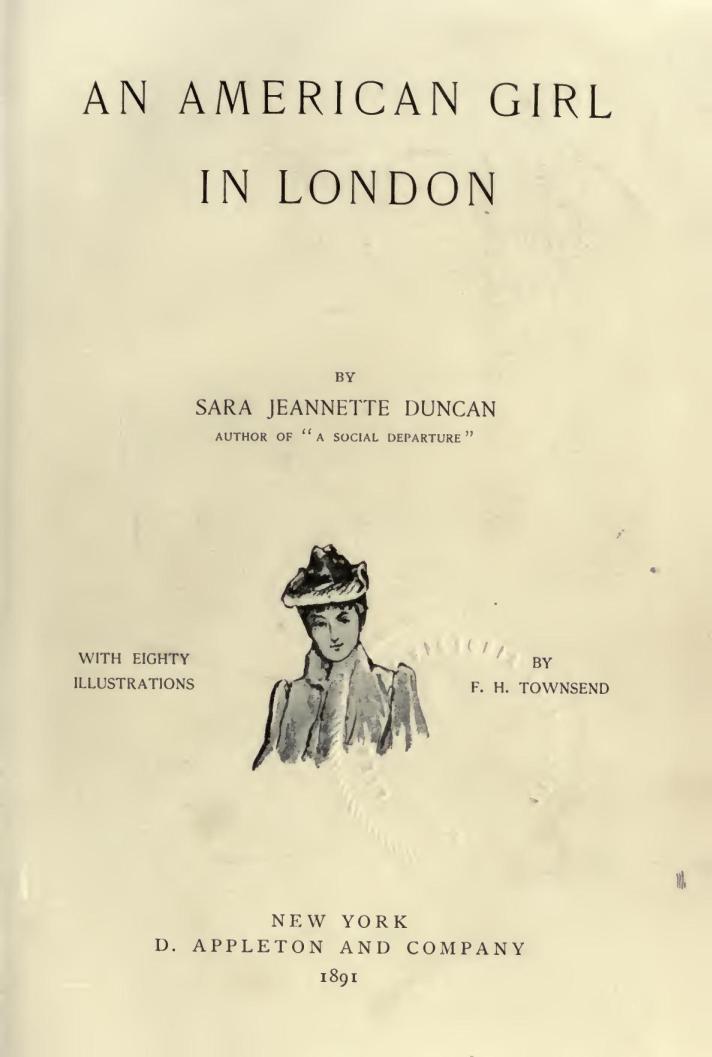 AN AMERICAN GIRL
IN LONDON
BY
SARA JEANNETTE DUNCAN
AUTHOR OF "A SOCIAL DEPARTURE"
WITH EIGHTY
ILLUSTRATIONS
BY
F. H. TOWNSEND
NEW YORK
D. APPLETON AND COMPANY
1891